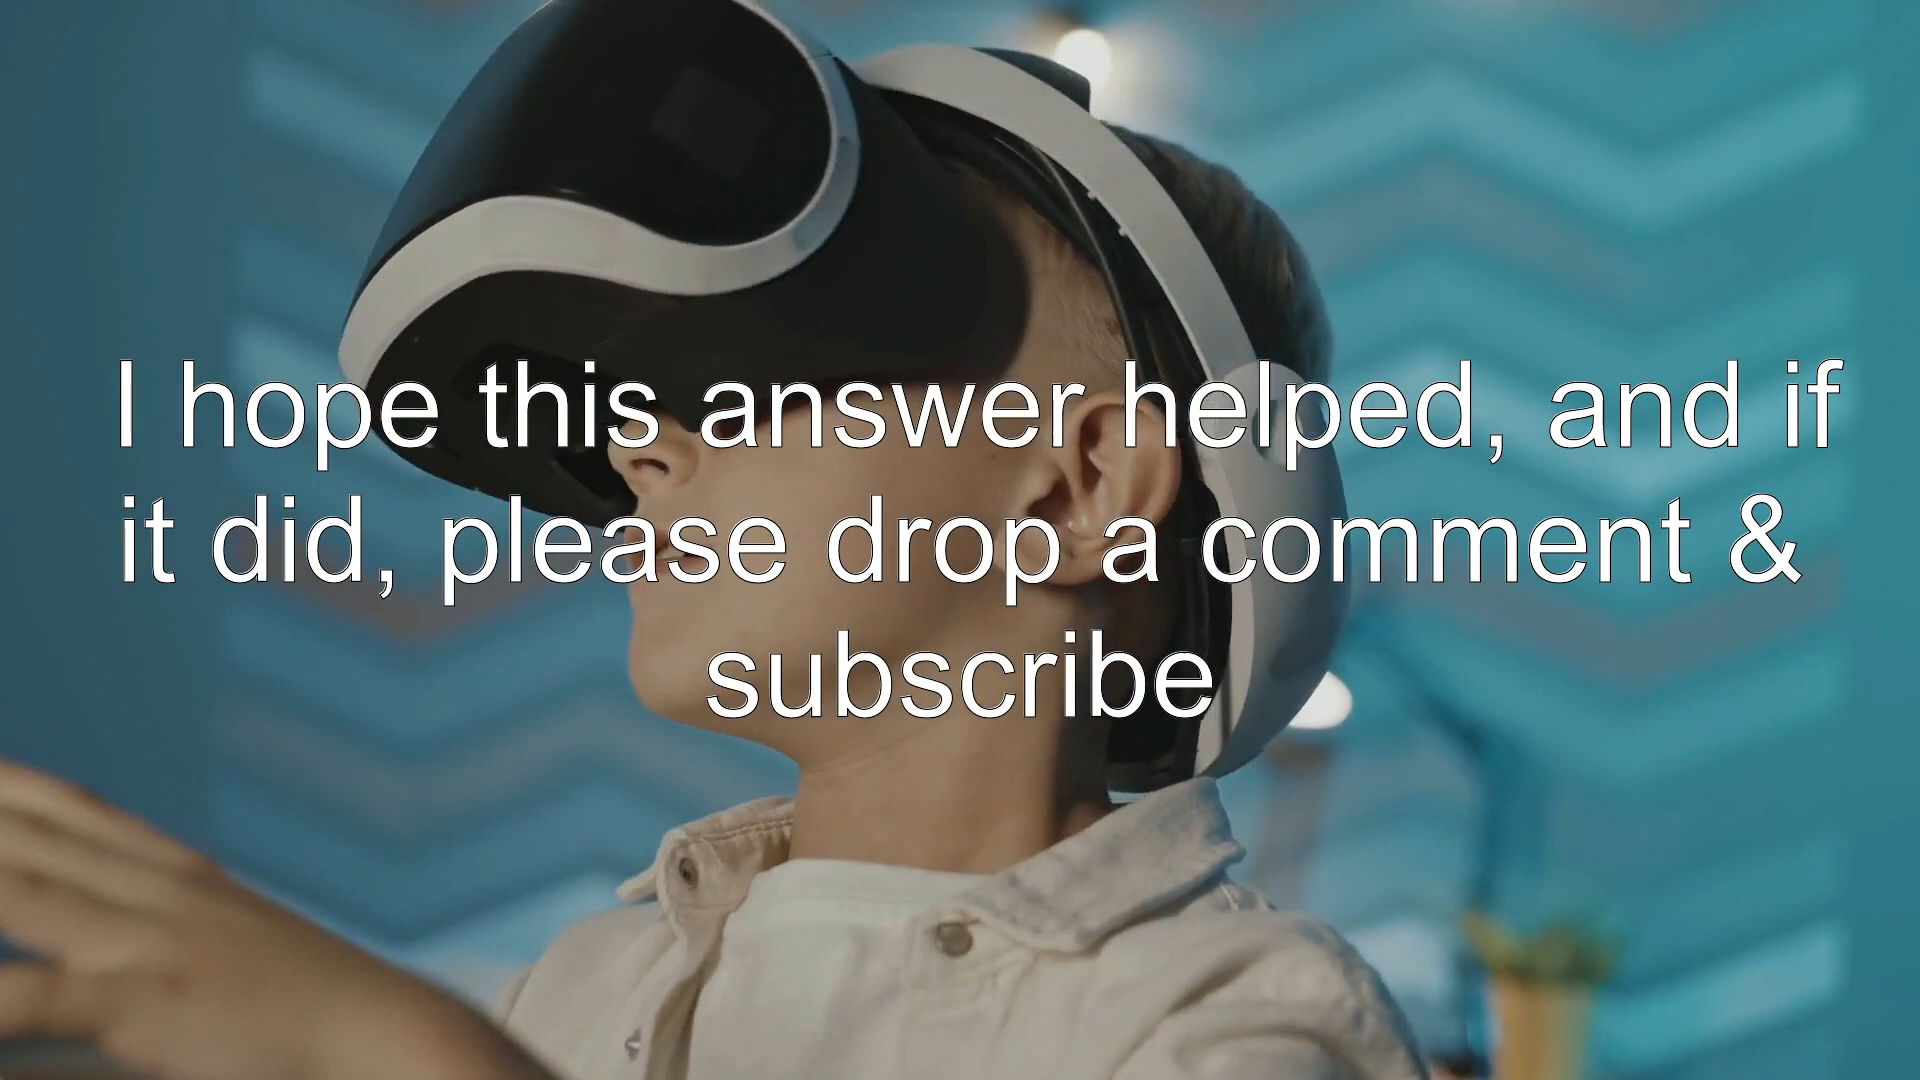 I hope this answer helped, and if
it did, please drop a comment &
subscribe